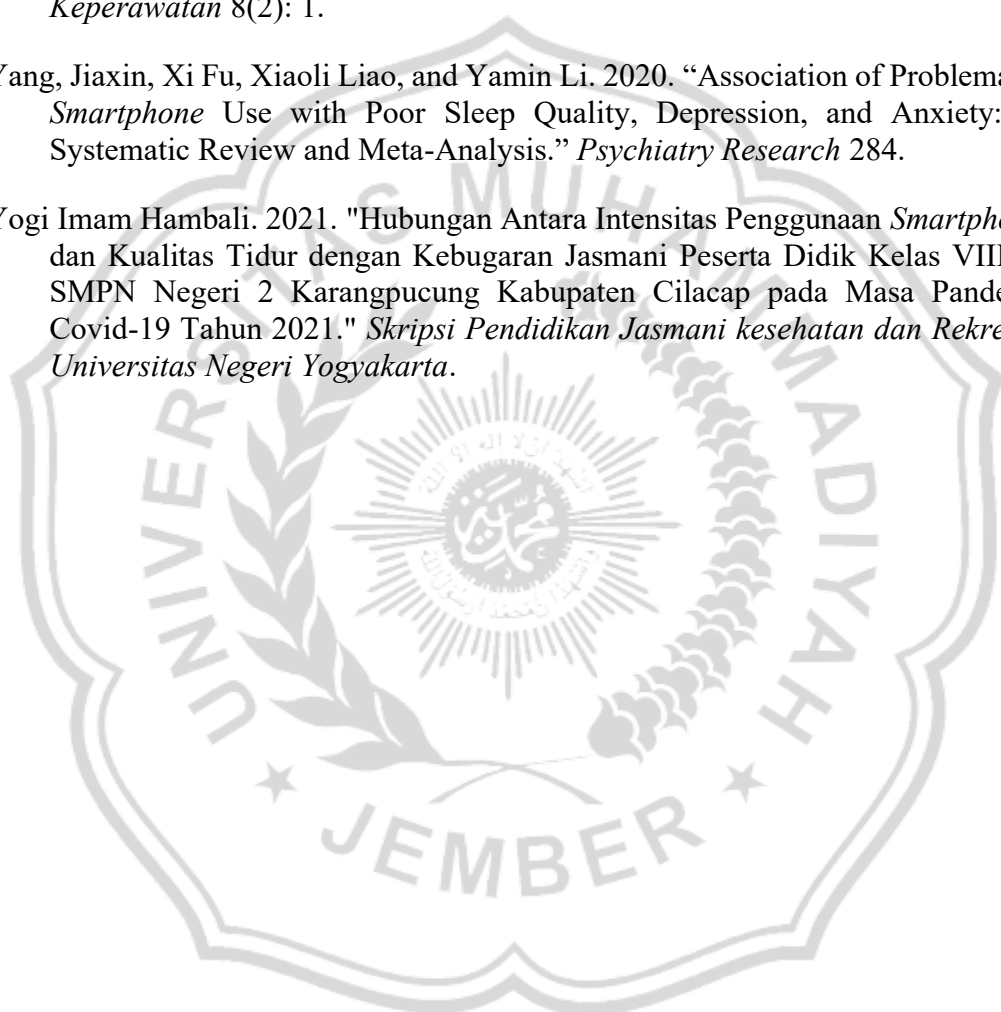 Keperawatan 8(2): 1.
Yang, Jiaxin, Xi Fu, Xiaoli Liao, and Yamin Li. 2020. “Association of Problema
Smartphone Use with Poor Sleep Quality, Depression, and Anxiety:
Systematic Review and Meta-Analysis.” Psychiatry Research 284.
Yogi Imam Hambali. 2021. "Hubungan Antara Intensitas Penggunaan Smartpho
dan Kualitas Tidur dengan Kebugaran Jasmani Peserta Didik Kelas VIII
SMPN Negeri 2 Karangpucung Kabupaten Cilacap pada Masa Pande
Covid-19 Tahun 2021." Skripsi Pendidikan Jasmani kesehatan dan Rekre
Universitas Negeri Yogyakarta.
UNIVERSITAS MUHAMMADIYAH
JEMBER